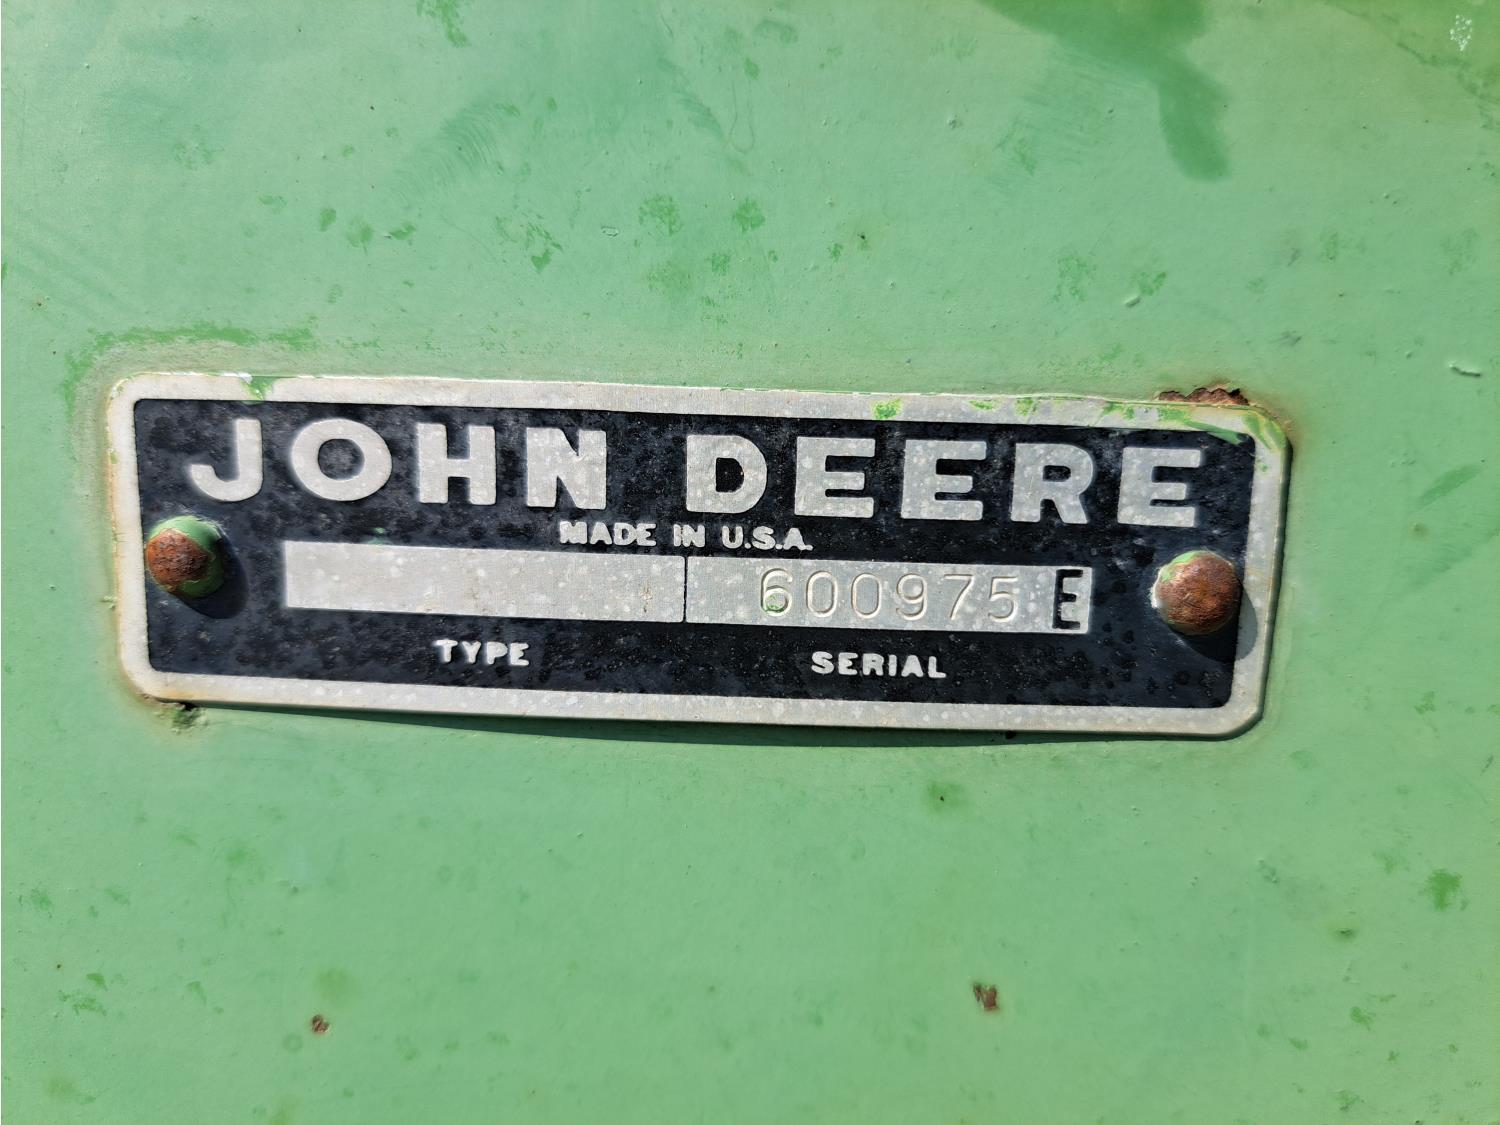 JOHN DEERE
MADE IN U.S.A.
600975 E
TYPE SERIAL